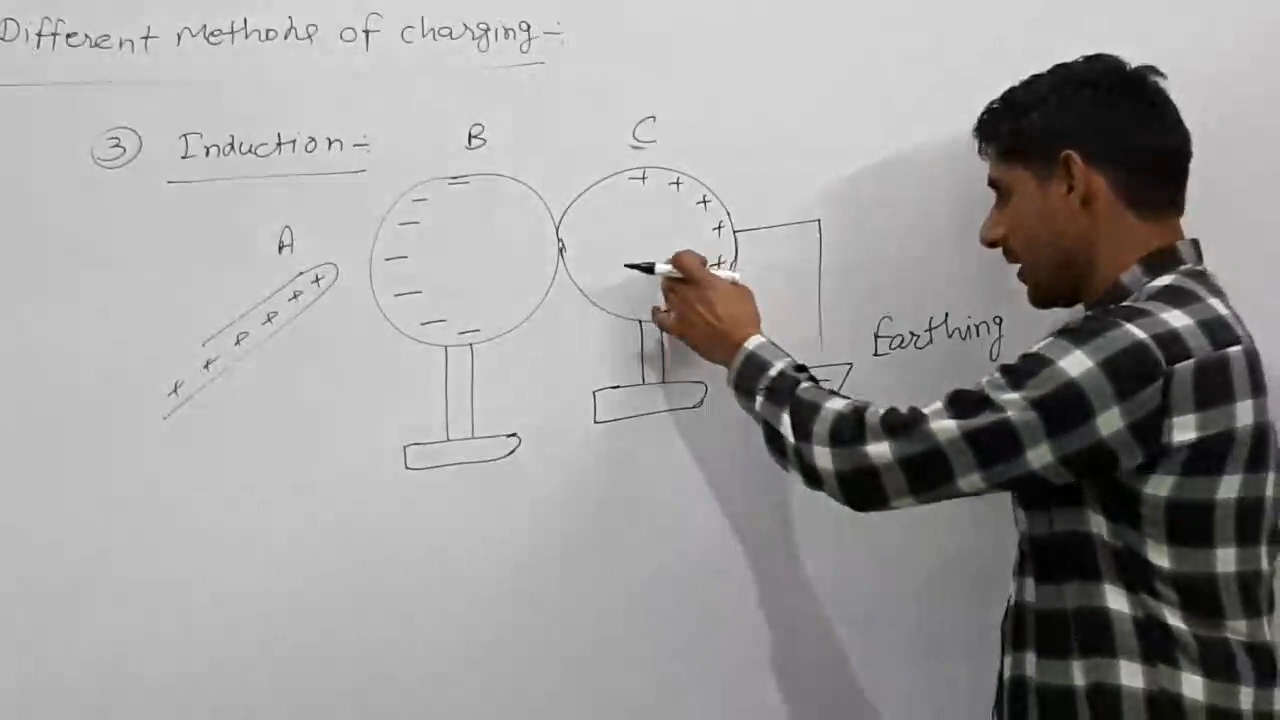 Different Methods of charging:-
③ Induction:-
B
C
A
+ + + + + + +
- - - - - - - -
+ + + + +
Earthing